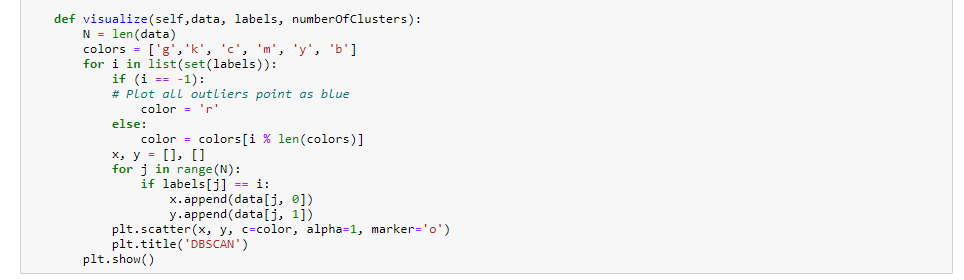 def visualize(self,data, labels, numberOfClusters):
    N = len(data)
    colors = ['g','k', 'c', 'm', 'y', 'b']
    for i in list(set(labels)):
        if (i == -1):
        # Plot all outliers point as blue
            color = 'r'
        else:
            color = colors[i % len(colors)]
        x, y = [], []
        for j in range(N):
            if labels[j] == i:
                x.append(data[j, 0])
                y.append(data[j, 1])
        plt.scatter(x, y, c=color, alpha=1, marker='o')
        plt.title('DBSCAN')
    plt.show()